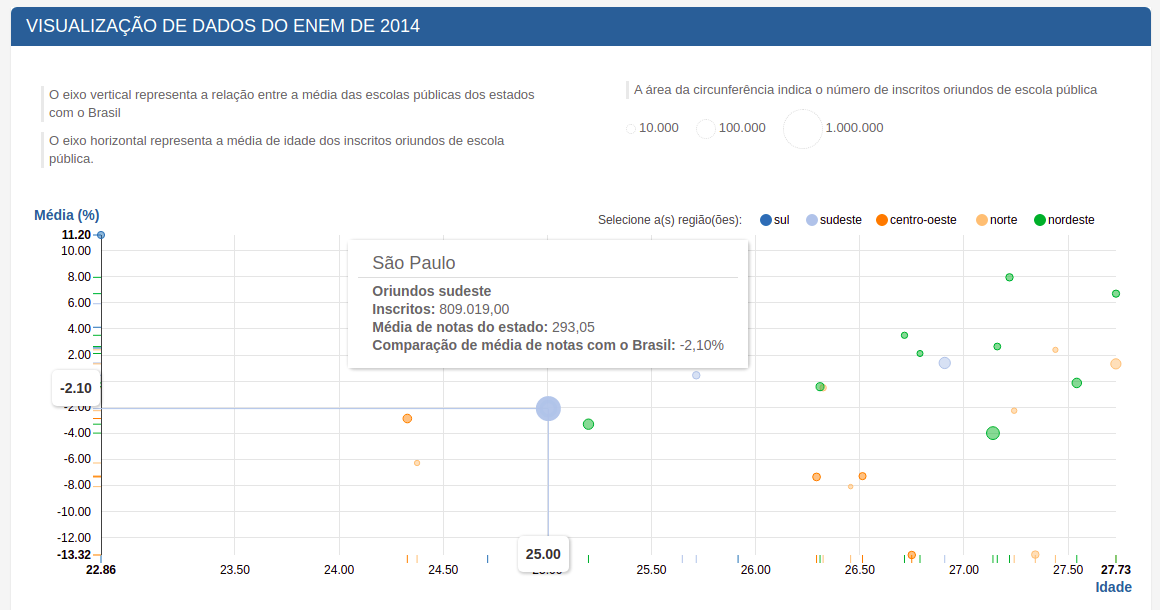 VISUALIZAÇÃO DE DADOS DO ENEM DE 2014
O eixo vertical representa a relação entre a média das escolas públicas dos estados
com o Brasil
O eixo horizontal representa a média de idade dos inscritos oriundos de escola
pública.
A área da circunferência indica o número de inscritos oriundos de escola pública
10.000 100.000 1.000.000
Média (%)
Selecione a(s) região(ões): sul sudeste centro-oeste norte nordeste
11.20
10.00
8.00
6.00
4.00
2.00
-2.10
-2.00
-4.00
-6.00
-8.00
-10.00
-12.00
-13.32
São Paulo
Oriundos sudeste
Inscritos: 809.019,00
Média de notas do estado: 293,05
Comparação de média de notas com o Brasil: -2,10%
25.00
22.86 23.50 24.00 24.50 25.00 25.50 26.00 26.50 27.00 27.50 27.73
Idade